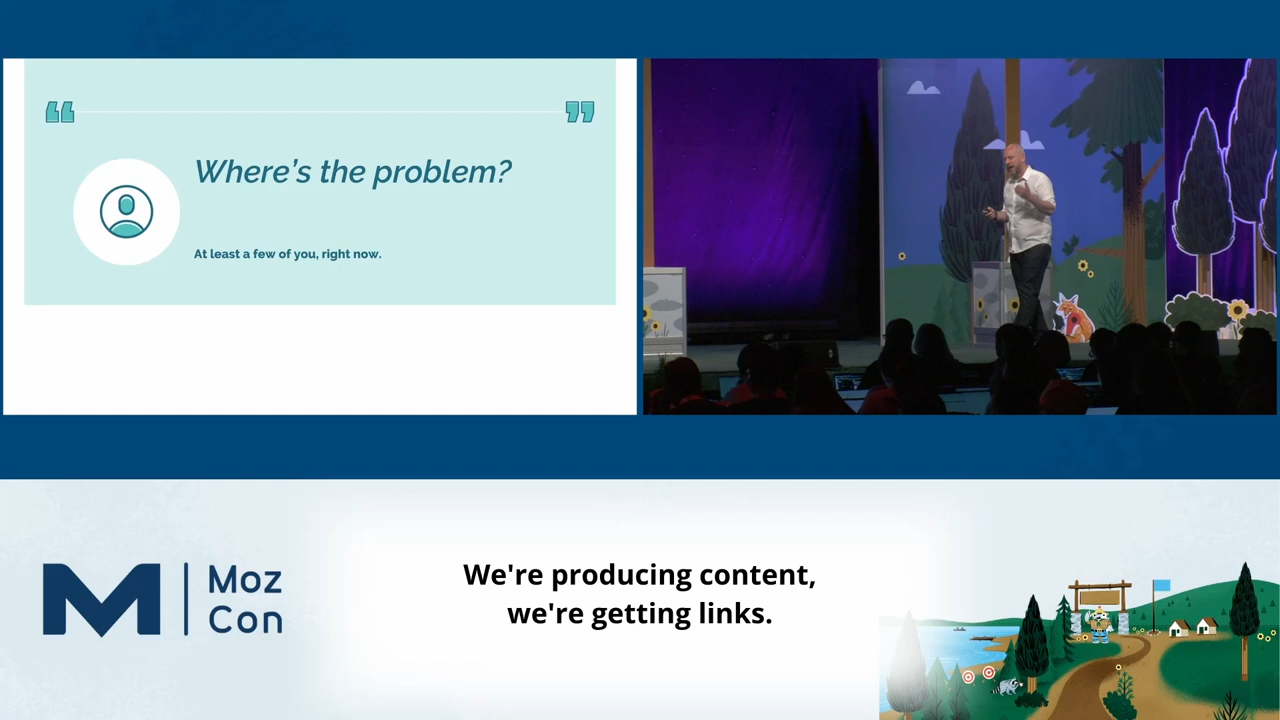 “ ”
Where's the problem?
At least a few of you, right now.
We're producing content,
we're getting links.
Moz
Con